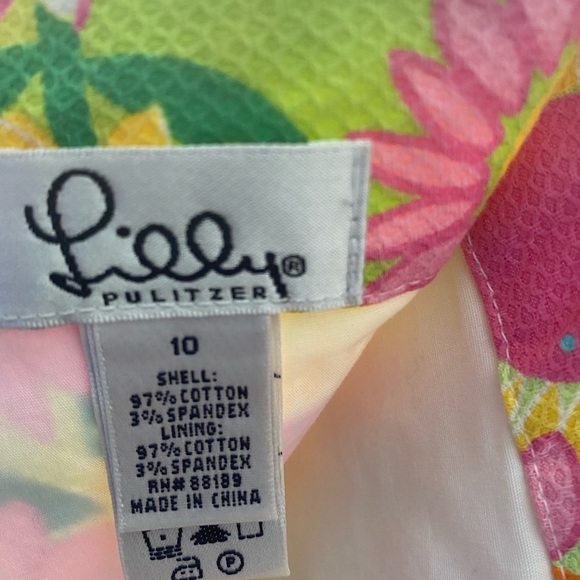 Lilly®
PULITZER
10
SHELL:
97% COTTON
3% SPANDEX
LINING:
97% COTTON
3% SPANDEX
RN# 88189
MADE IN CHINA
P